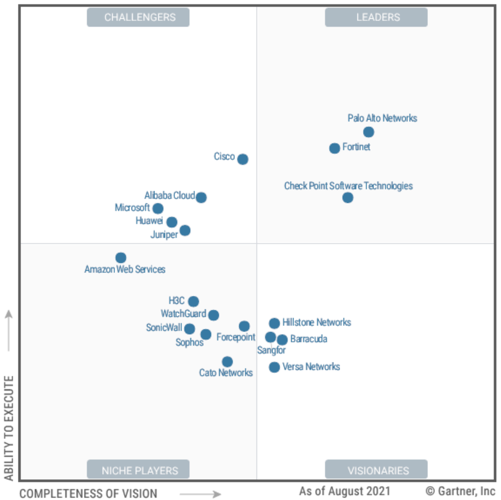 CHALLENGERS
LEADERS
Palo Alto Networks
Fortinet
Cisco
Check Point Software Technologies
Alibaba Cloud
Microsoft
Huawei
Juniper
Amazon Web Services
H3C
WatchGuard
SonicWall
Sophos
Forcepoint
Hillstone Networks
Barracuda
Sangfor
Cato Networks
Versa Networks
ABILITY TO EXECUTE
NICHE PLAYERS
VISIONARIES
COMPLETENESS OF VISION
As of August 2021
© Gartner, Inc